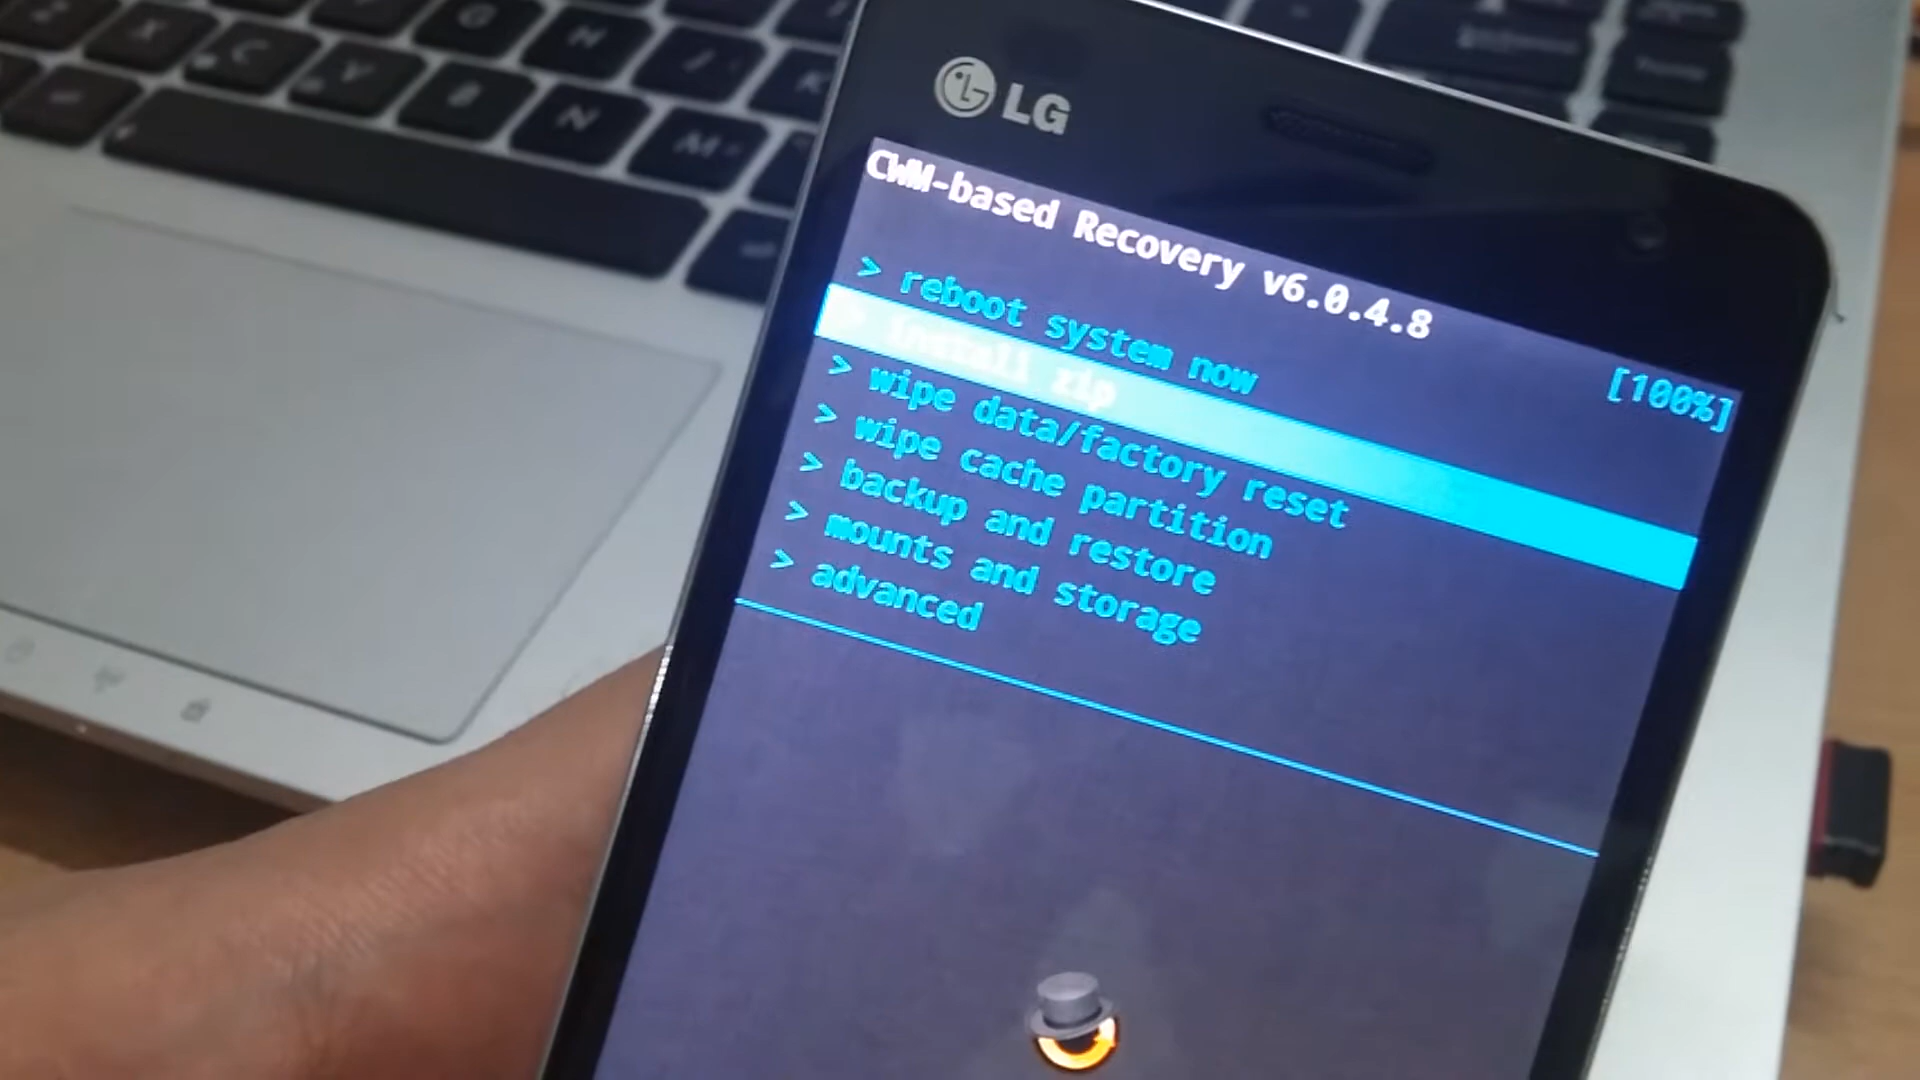 Z
X
C
V
B
G
H
N
J
M
K
LG
CWM-based Recovery v6.0.4.8
> reboot system now
[100%]
> install zip
> wipe data/factory reset
> wipe cache partition
> backup and restore
> mounts and storage
> advanced